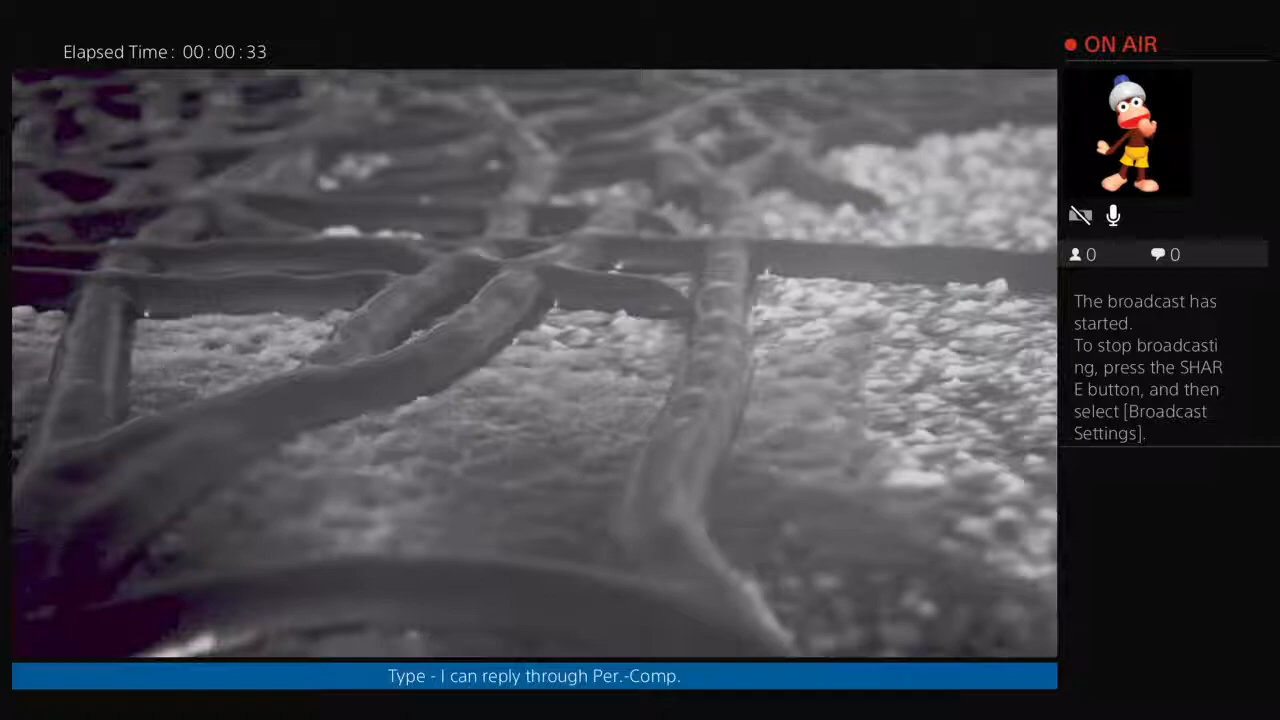 Elapsed Time: 00:00:33
ON AIR
0 0
The broadcast has
started.
To stop broadcasti
ng, press the SHAR
E button, and then
select [Broadcast
Settings].
Type - I can reply through Per.-Comp.